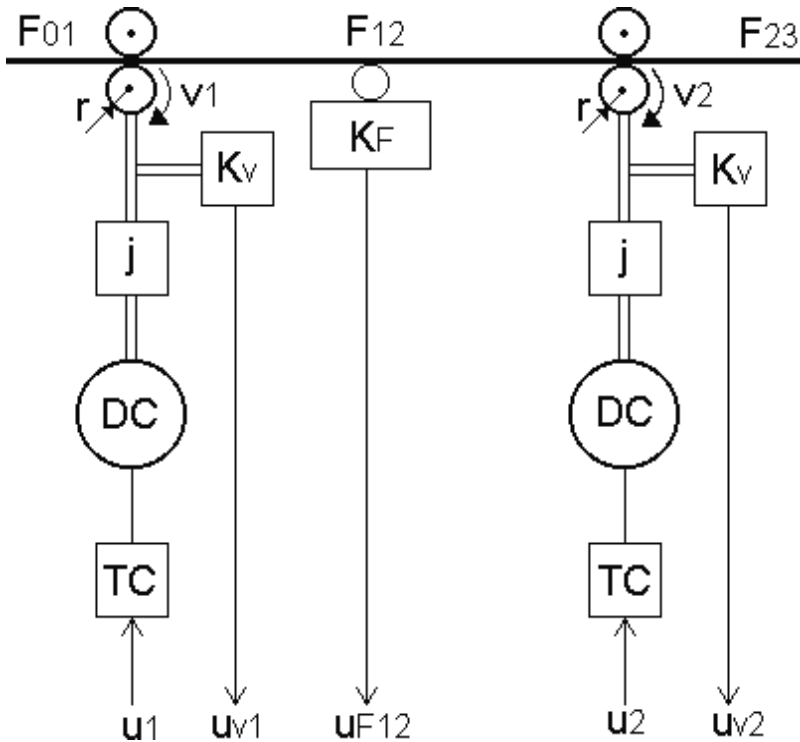 F01 F12 F23
r v1 r v2
KF
Kv Kv
j j
DC DC
TC TC
u1 uv1 uF12 u2 uv2